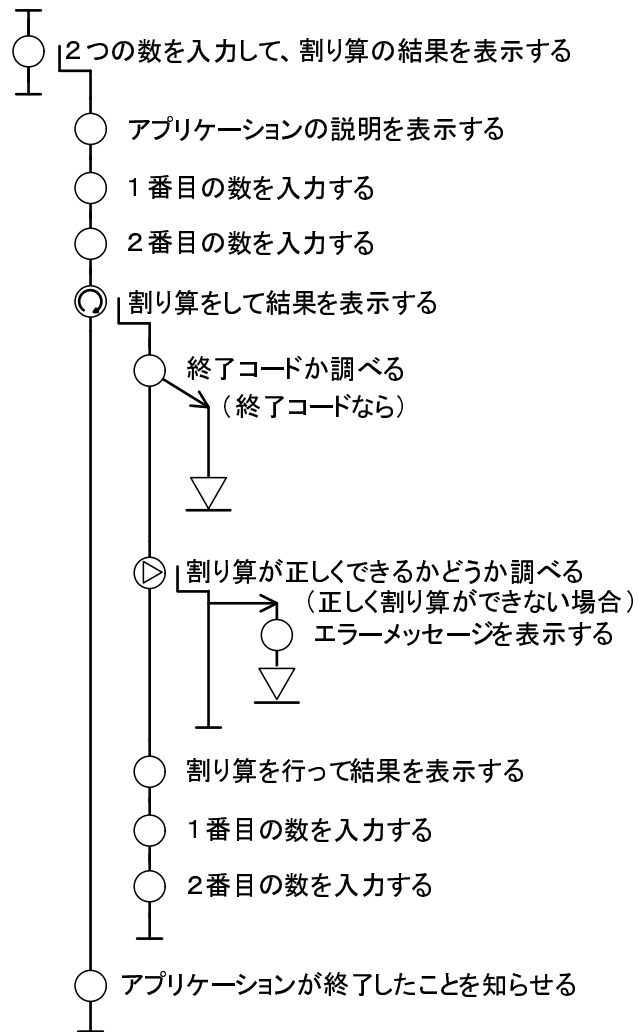 ２つの数を入力して、割り算の結果を表示する
アプリケーションの説明を表示する
１番目の数を入力する
２番目の数を入力する
割り算をして結果を表示する
終了コードか調べる
（終了コードなら）
割り算が正しくできるかどうか調べる
（正しく割り算ができない場合）
エラーメッセージを表示する
割り算を行って結果を表示する
１番目の数を入力する
２番目の数を入力する
アプリケーションが終了したことを知らせる